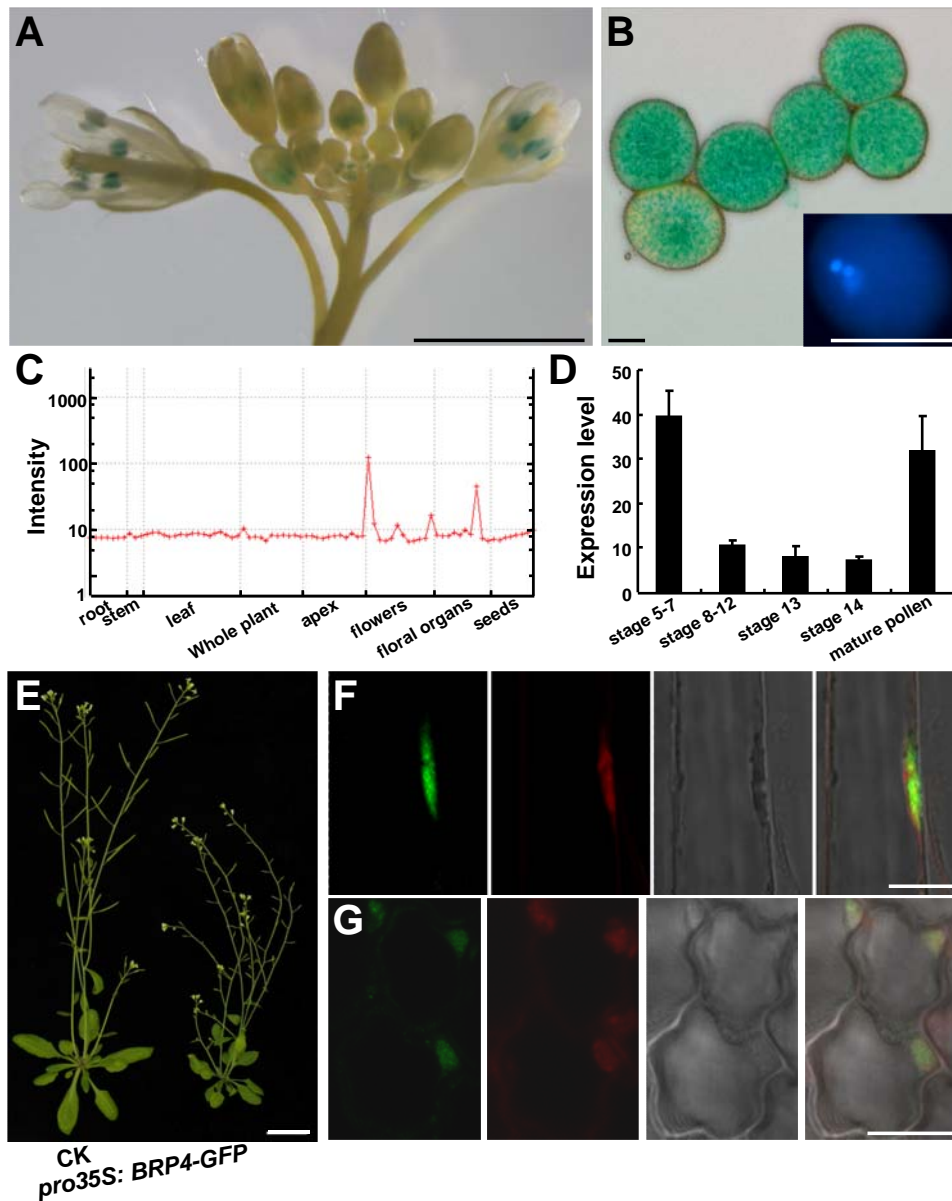 A
B
C
Intensity
1000
100
10
1
root
stem
leaf
Whole plant
apex
flowers
floral organs
seeds
D
Expression level
50
40
30
20
10
0
stage 5-7
stage 8-12
stage 13
stage 14
mature pollen
E
CK
pro35S: BRP4-GFP
F
G